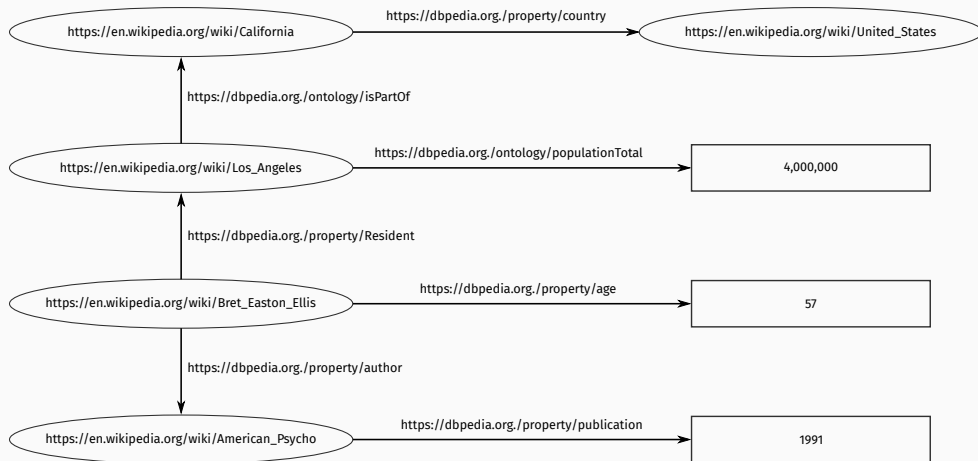 https://dbpedia.org./property/country
https://en.wikipedia.org/wiki/California
https://en.wikipedia.org/wiki/United_States
https://dbpedia.org./ontology/isPartOf
https://dbpedia.org./ontology/populationTotal
https://en.wikipedia.org/wiki/Los_Angeles
4,000,000
https://dbpedia.org./property/Resident
https://dbpedia.org./property/age
https://en.wikipedia.org/wiki/Bret_Easton_Ellis
57
https://dbpedia.org./property/author
https://dbpedia.org./property/publication
https://en.wikipedia.org/wiki/American_Psycho
1991